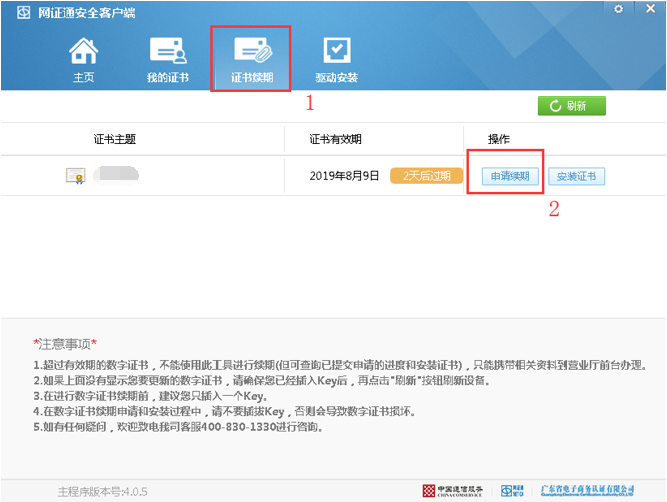 网证通安全客户端
主页
我的证书
证书续期
驱动安装
1
刷新
证书主题
证书有效期
操作
2019年8月9日
2天后过期
申请续期
安装证书
2
*注意事项*
1.超过有效期的数字证书，不能使用此工具进行续期(但可查询已提交申请的进度和安装证书)，只能携带相关资料到营业厅前台办理。
2.如果上面没有显示您要更新的数字证书，请确保您已经插入Key后，再点击"刷新"按钮刷新设备。
3.在进行数字证书续期前，建议您只插入一个Key。
4.在数字证书续期申请和安装过程中，请不要插拔Key，否则会导致数字证书损坏。
5.如有任何疑问，欢迎致电我司客服400-830-1330进行咨询。
主程序版本号:4.0.5
中国通信服务
CHINA COMSERVICE
网证通
NETCA
广东省电子商务认证有限公司